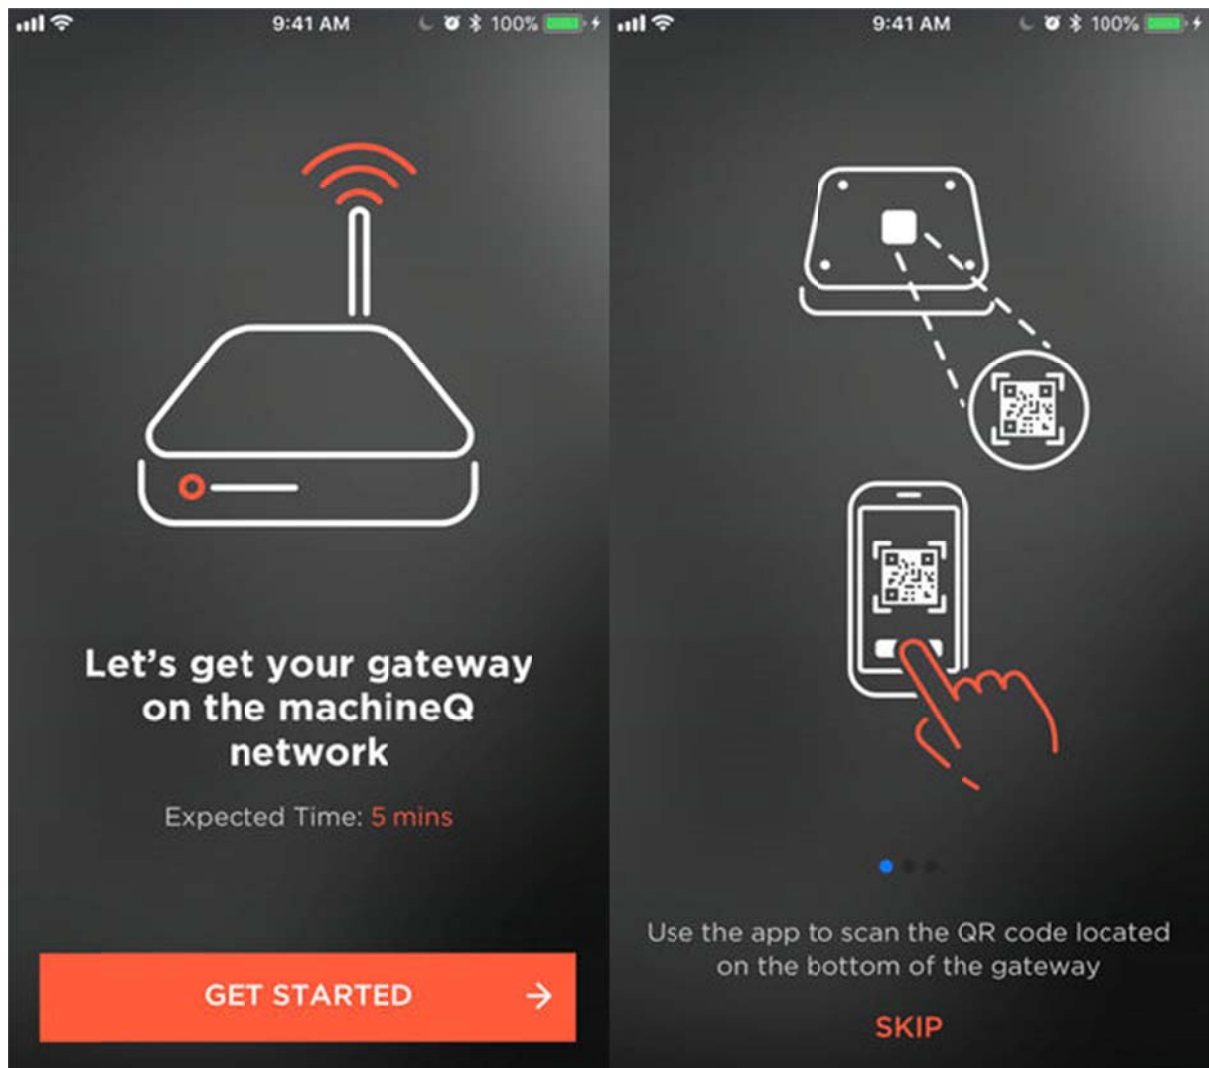 9:41 AM
100%
Let's get your gateway
on the machineQ
network
Expected Time: 5 mins
GET STARTED
9:41 AM
100%
Use the app to scan the QR code located
on the bottom of the gateway
SKIP